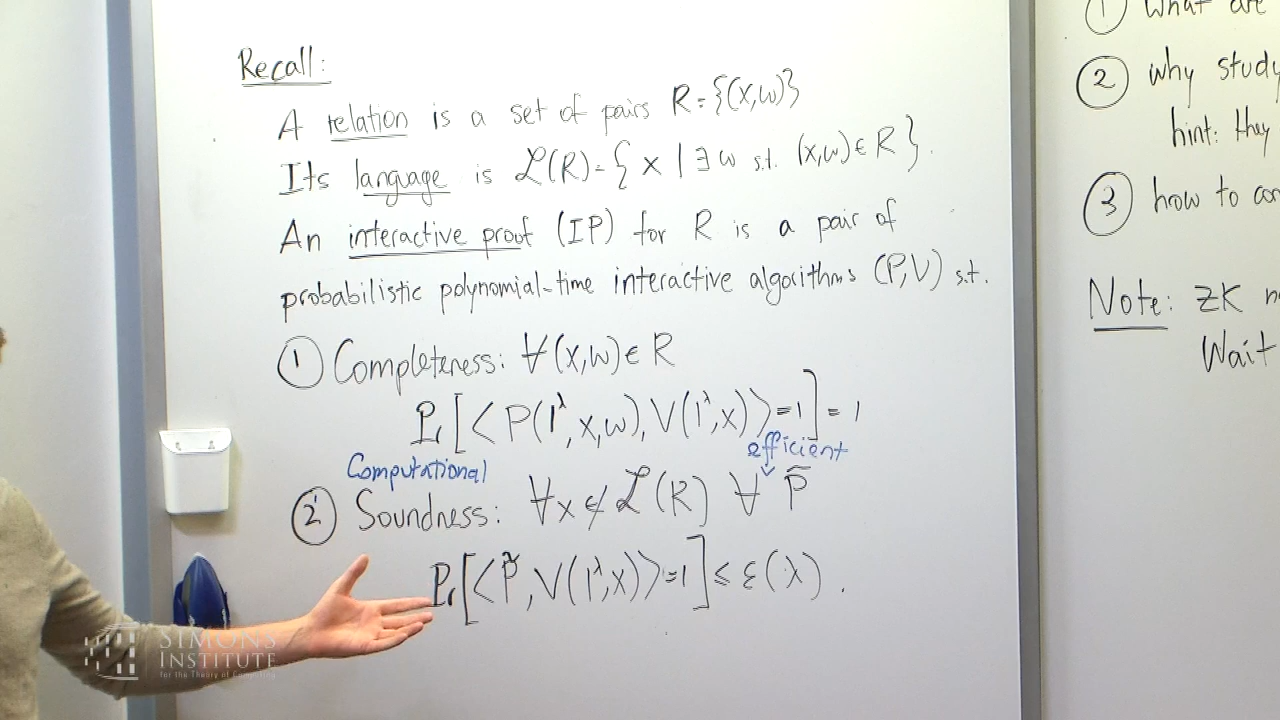 Recall:
A relation is a set of pairs R = {(x,w)}
Its language is ℒ(R) = { x | ∃ w s.t. (x,w) ∈ R }.
An interactive proof (IP) for R is a pair of
probabilistic polynomial-time interactive algorithms (P,V) s.t.
① Completeness: ∀(x,w) ∈ R
Pr[⟨P(1^λ,x,w), V(1^λ,x)⟩=1] = 1
Computational
efficient
②' Soundness: ∀x ∉ ℒ(R) ∀ P̃
Pr[⟨P̃, V(1^λ,x)⟩=1] ≤ ε(λ).
① what are
② why study
hint: they
③ how to
Note: ZK
Wait
SIMONS
INSTITUTE
for the Theory of Computing